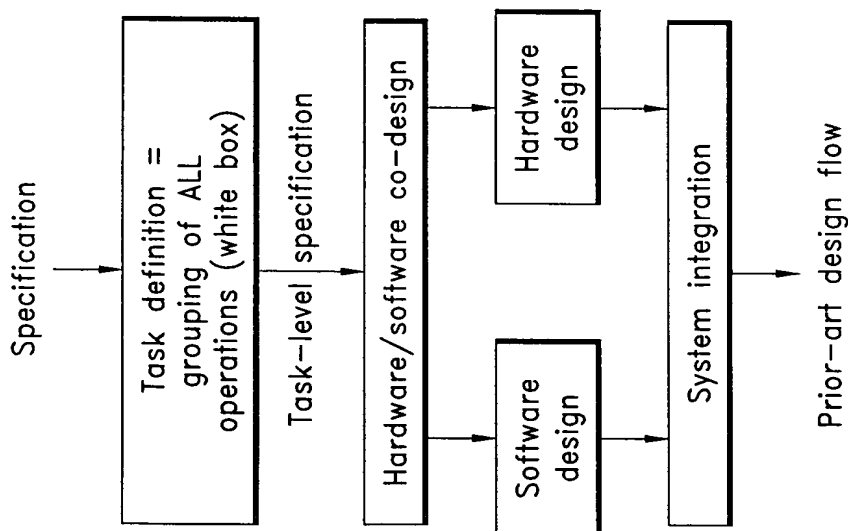 Specification
Task definition =
grouping of ALL
operations (white box)
Task-level specification
Hardware/software co-design
Software
design
Hardware
design
System integration
Prior-art design flow